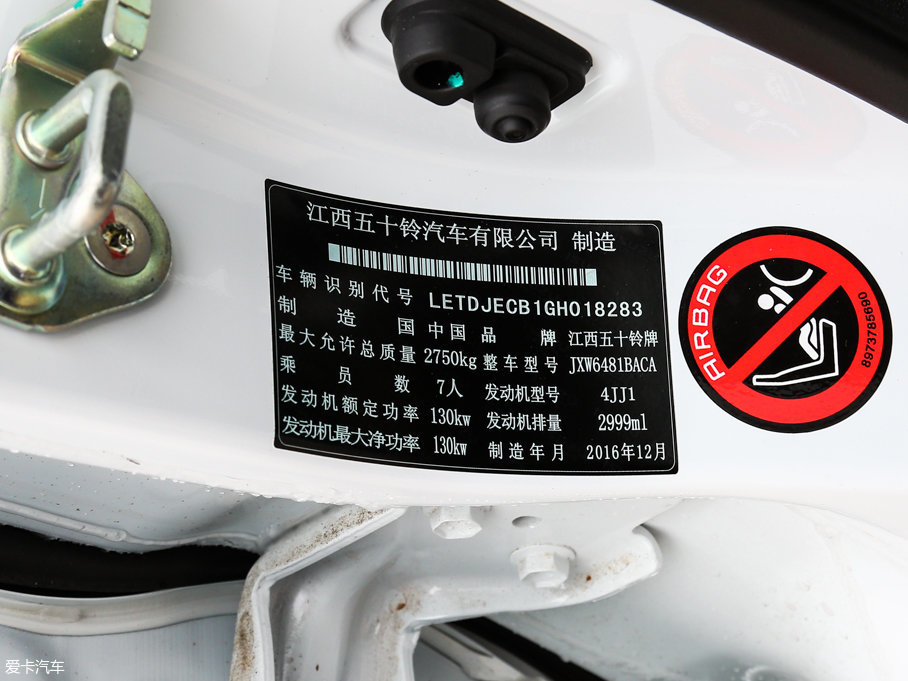 江西五十铃汽车有限公司 制造
车辆识别代号 LETDJECB1GH018283
制造国 中国 品牌 江西五十铃牌
最大允许总质量 2750kg 整车型号 JXW6481BACA
乘员数 7人 发动机型号 4JJ1
发动机额定功率 130kw 发动机排量 2999ml
发动机最大净功率 130kw 制造年月 2016年12月
AIRBAG
8973785690
爱卡汽车